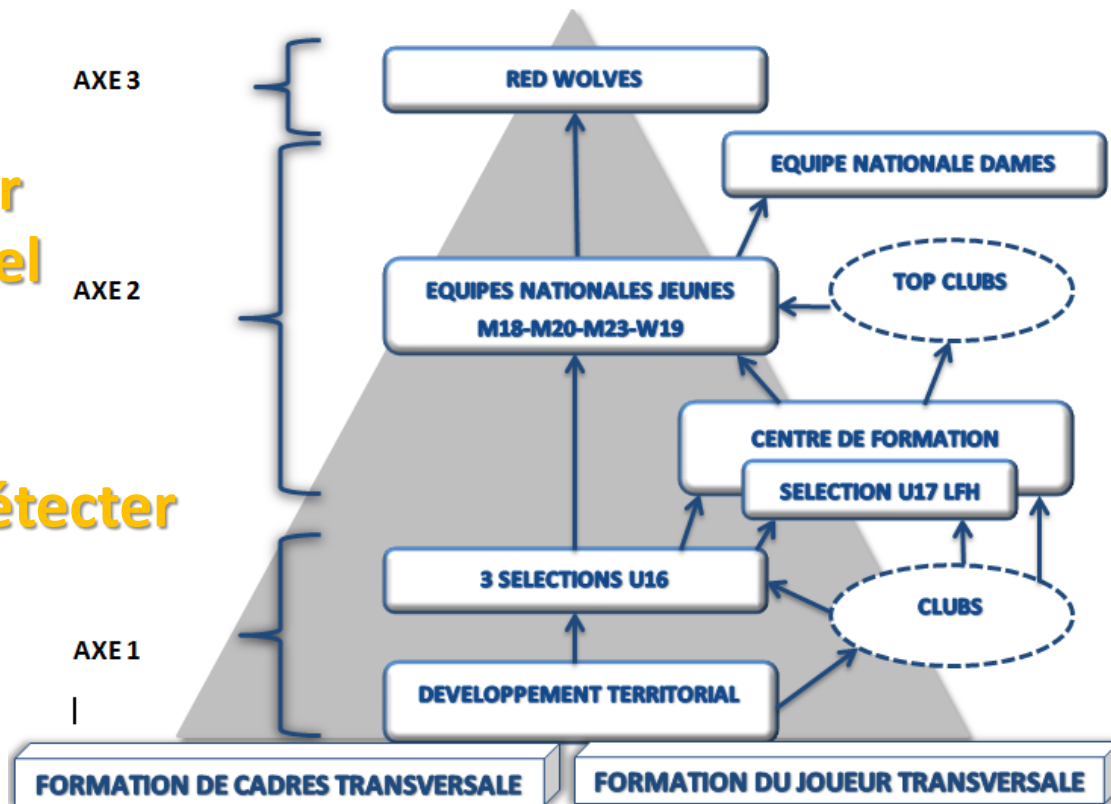 AXE 3
RED WOLVES
EQUIPE NATIONALE DAMES
AXE 2
EQUIPES NATIONALES JEUNES
M18-M20-M23-W19
TOP CLUBS
CENTRE DE FORMATION
SELECTION U17 LFH
étecter
3 SELECTIONS U16
CLUBS
AXE 1
DEVELOPPEMENT TERRITORIAL
FORMATION DE CADRES TRANSVERSALE
FORMATION DU JOUEUR TRANSVERSALE